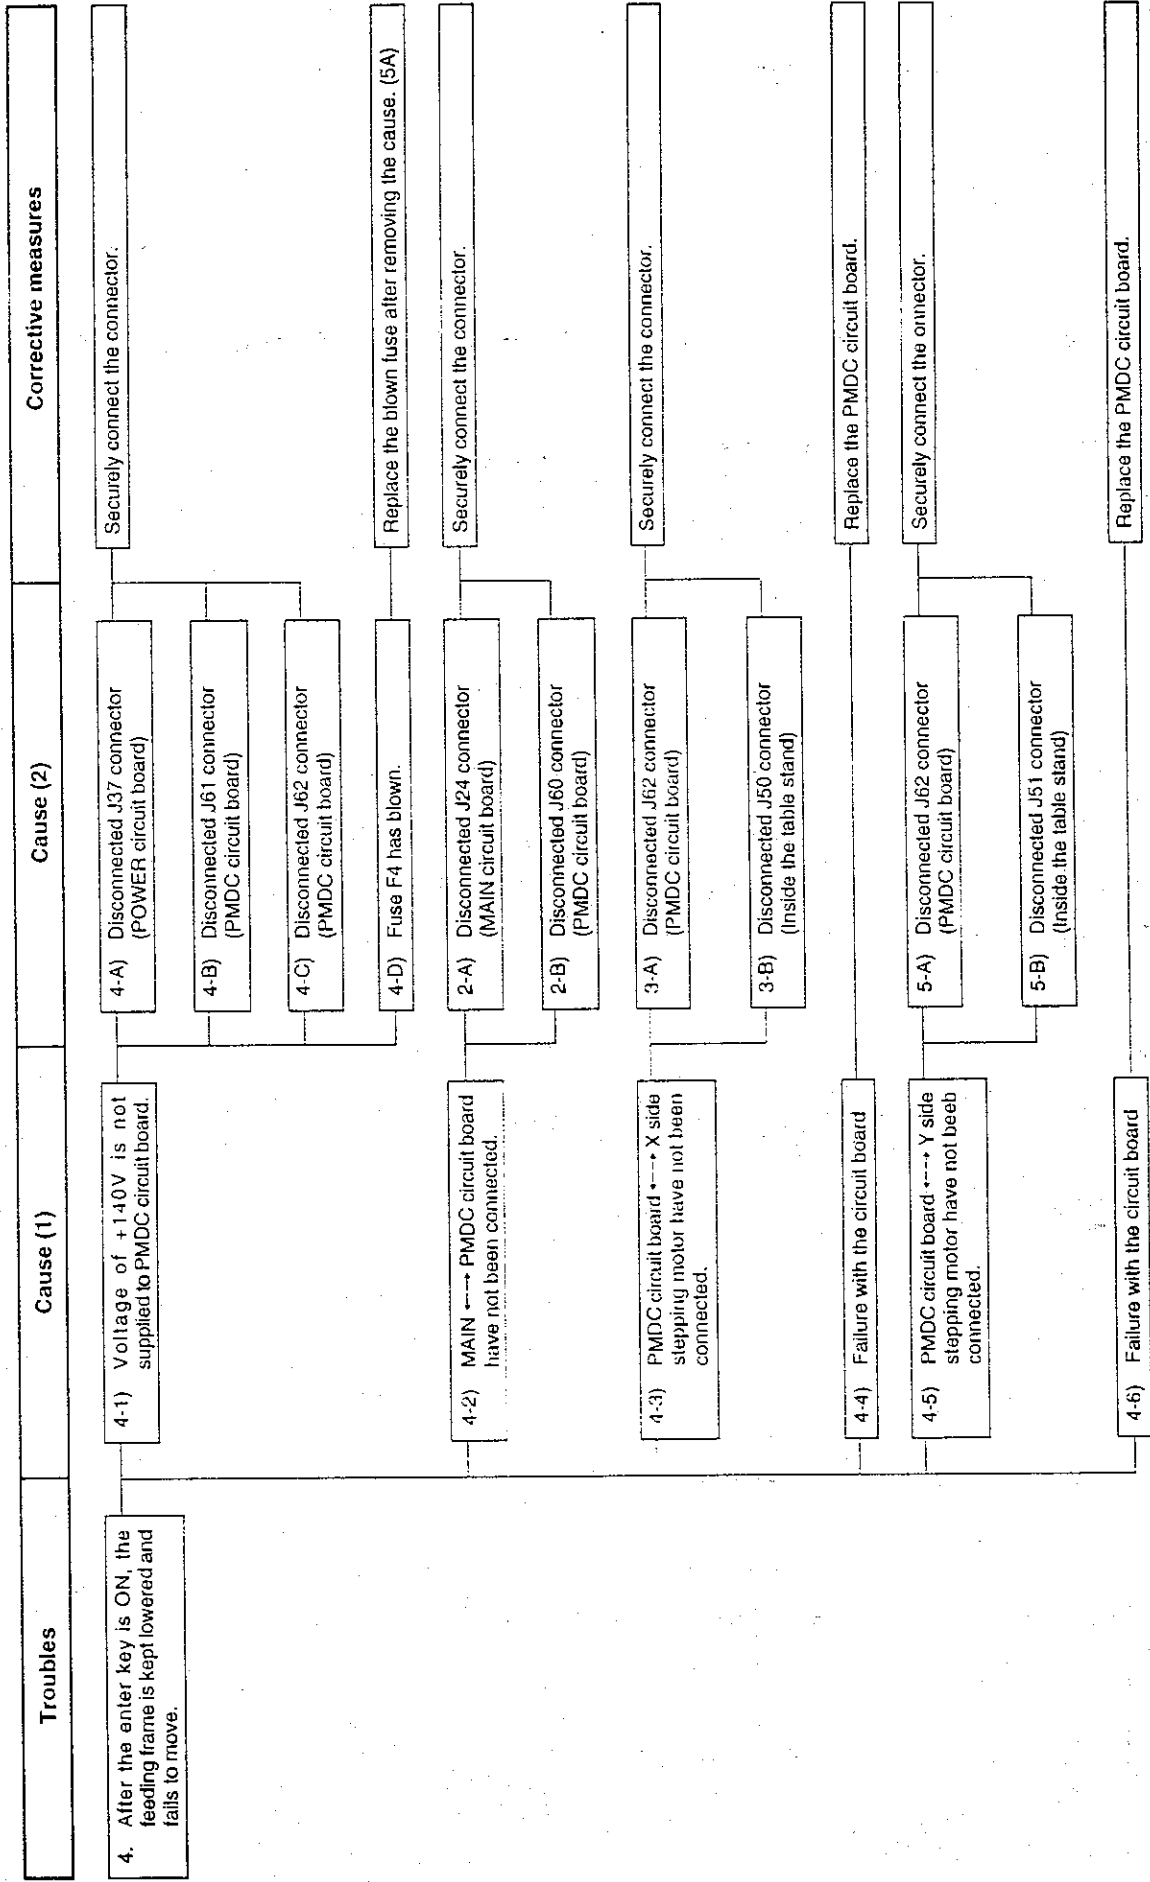 Troubles
Cause (1)
Cause (2)
Corrective measures
4. After the enter key is ON, the
feeding frame is kept lowered and
fails to move.
4-1) Voltage of +140V is not
supplied to PMDC circuit board.
4-A) Disconnected J37 connector
(POWER circuit board)
Securely connect the connector.
4-B) Disconnected J61 connector
(PMDC circuit board)
4-C) Disconnected J62 connector
(PMDC circuit board)
4-D) Fuse F4 has blown.
Replace the blown fuse after removing the cause. (5A)
4-2) MAIN ←→ PMDC circuit board
have not been connected.
2-A) Disconnected J24 connector
(MAIN circuit board)
Securely connect the connector.
2-B) Disconnected J60 connector
(PMDC circuit board)
4-3) PMDC circuit board ←→ X side
stepping motor have not been
connected.
3-A) Disconnected J62 connector
(PMDC circuit board)
Securely connect the connector.
3-B) Disconnected J50 connector
(Inside the table stand)
4-4) Failure with the circuit board
Replace the PMDC circuit board.
4-5) PMDC circuit board ←→ Y side
stepping motor have not beeb
connected.
5-A) Disconnected J62 connector
(PMDC circuit board)
Securely connect the onnector.
5-B) Disconnected J51 connector
(Inside the table stand)
4-6) Failure with the circuit board
Replace the PMDC circuit board.